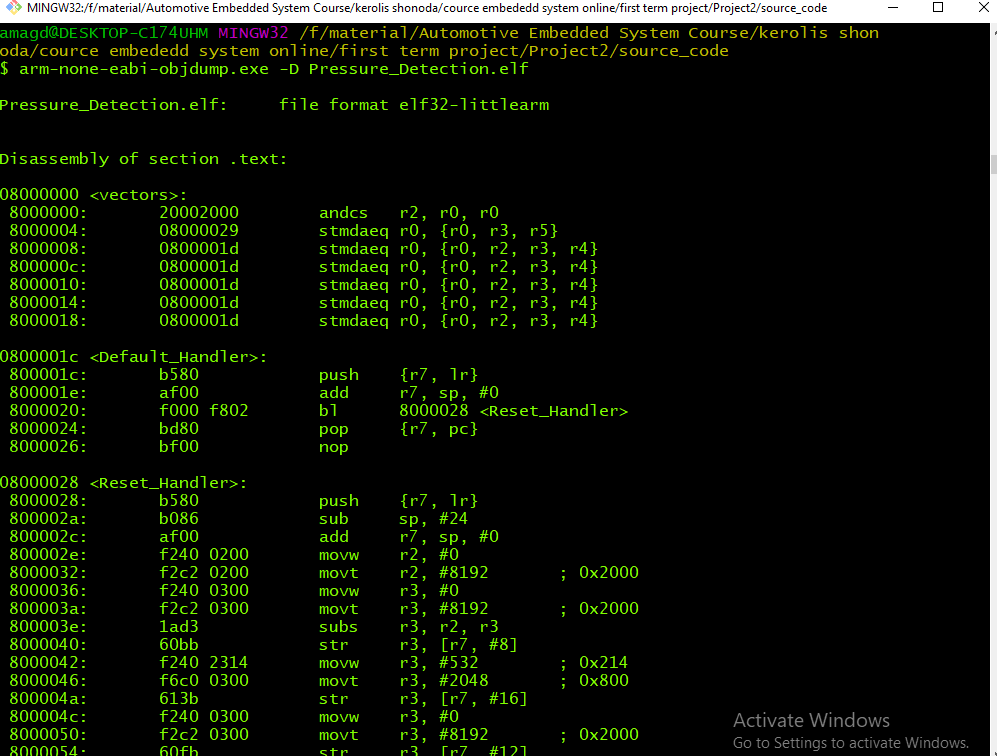 MINGW32:/f/material/Automotive Embedded System Course/kerolis shonoda/cource embededd system online/first term project/Project2/source_code
amagd@DESKTOP-C174UHM MINGW32 /f/material/Automotive Embedded System Course/kerolis shon
oda/cource embededd system online/first term project/Project2/source_code
$ arm-none-eabi-objdump.exe -D Pressure_Detection.elf
Pressure_Detection.elf:     file format elf32-littlearm
Disassembly of section .text:
08000000 <vectors>:
 8000000:       20002000        andcs   r2, r0, r0
 8000004:       08000029        stmdaeq r0, {r0, r3, r5}
 8000008:       0800001d        stmdaeq r0, {r0, r2, r3, r4}
 800000c:       0800001d        stmdaeq r0, {r0, r2, r3, r4}
 8000010:       0800001d        stmdaeq r0, {r0, r2, r3, r4}
 8000014:       0800001d        stmdaeq r0, {r0, r2, r3, r4}
 8000018:       0800001d        stmdaeq r0, {r0, r2, r3, r4}
0800001c <Default_Handler>:
 800001c:       b580            push    {r7, lr}
 800001e:       af00            add     r7, sp, #0
 8000020:       f000 f802       bl      8000028 <Reset_Handler>
 8000024:       bd80            pop     {r7, pc}
 8000026:       bf00            nop
08000028 <Reset_Handler>:
 8000028:       b580            push    {r7, lr}
 800002a:       b086            sub     sp, #24
 800002c:       af00            add     r7, sp, #0
 800002e:       f240 0200       movw    r2, #0
 8000032:       f2c2 0200       movt    r2, #8192       ; 0x2000
 8000036:       f240 0300       movw    r3, #0
 800003a:       f2c2 0300       movt    r3, #8192       ; 0x2000
 800003e:       1ad3            subs    r3, r2, r3
 8000040:       60bb            str     r3, [r7, #8]
 8000042:       f240 2314       movw    r3, #532        ; 0x214
 8000046:       f6c0 0300       movt    r3, #2048       ; 0x800
 800004a:       613b            str     r3, [r7, #16]
 800004c:       f240 0300       movw    r3, #0
 8000050:       f2c2 0300       movt    r3, #8192       ; 0x2000
 8000054:       60fb            str     r3, [r7, #12]
Activate Windows
Go to Settings to activate Windows.